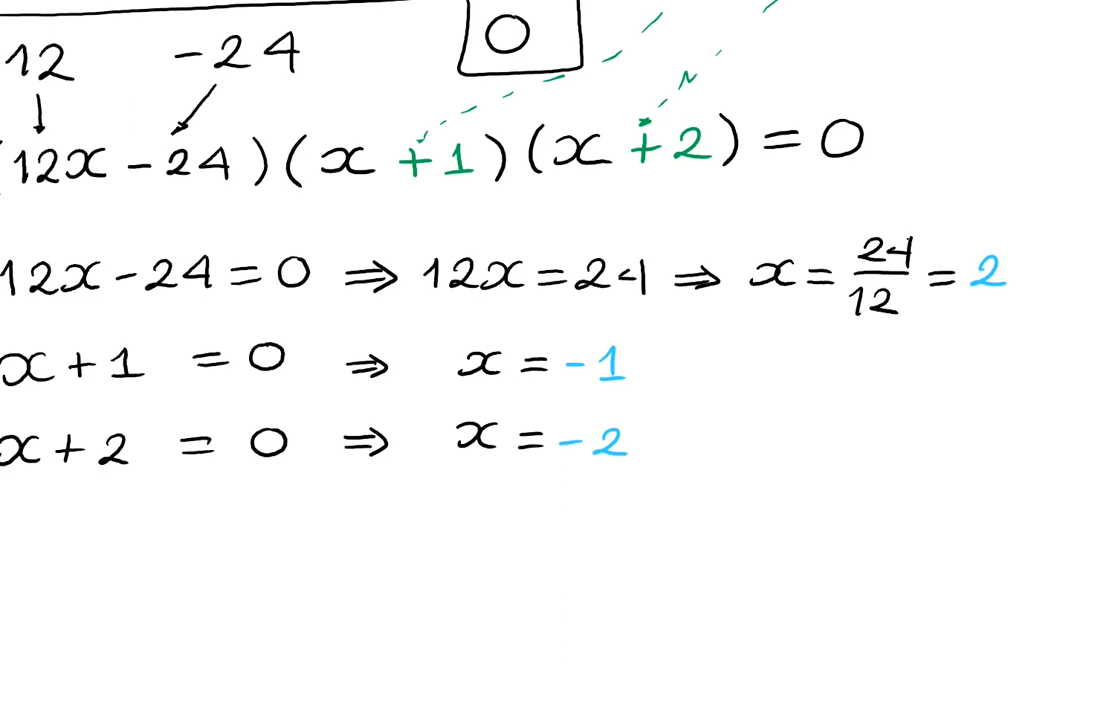 0
12 -24
(12x - 24)(x + 1)(x + 2) = 0
12x - 24 = 0 ⇒ 12x = 24 ⇒ x = 24/12 = 2
x + 1 = 0 ⇒ x = -1
x + 2 = 0 ⇒ x = -2